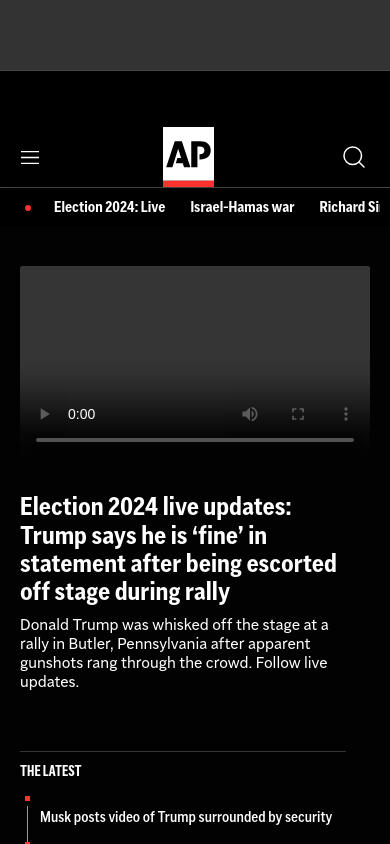 AP
Election 2024: Live Israel-Hamas war Richard
0:00
Election 2024 live updates:
Trump says he is ‘fine’ in
statement after being escorted
off stage during rally
Donald Trump was whisked off the stage at a
rally in Butler, Pennsylvania after apparent
gunshots rang through the crowd. Follow live
updates.
THE LATEST
Musk posts video of Trump surrounded by security